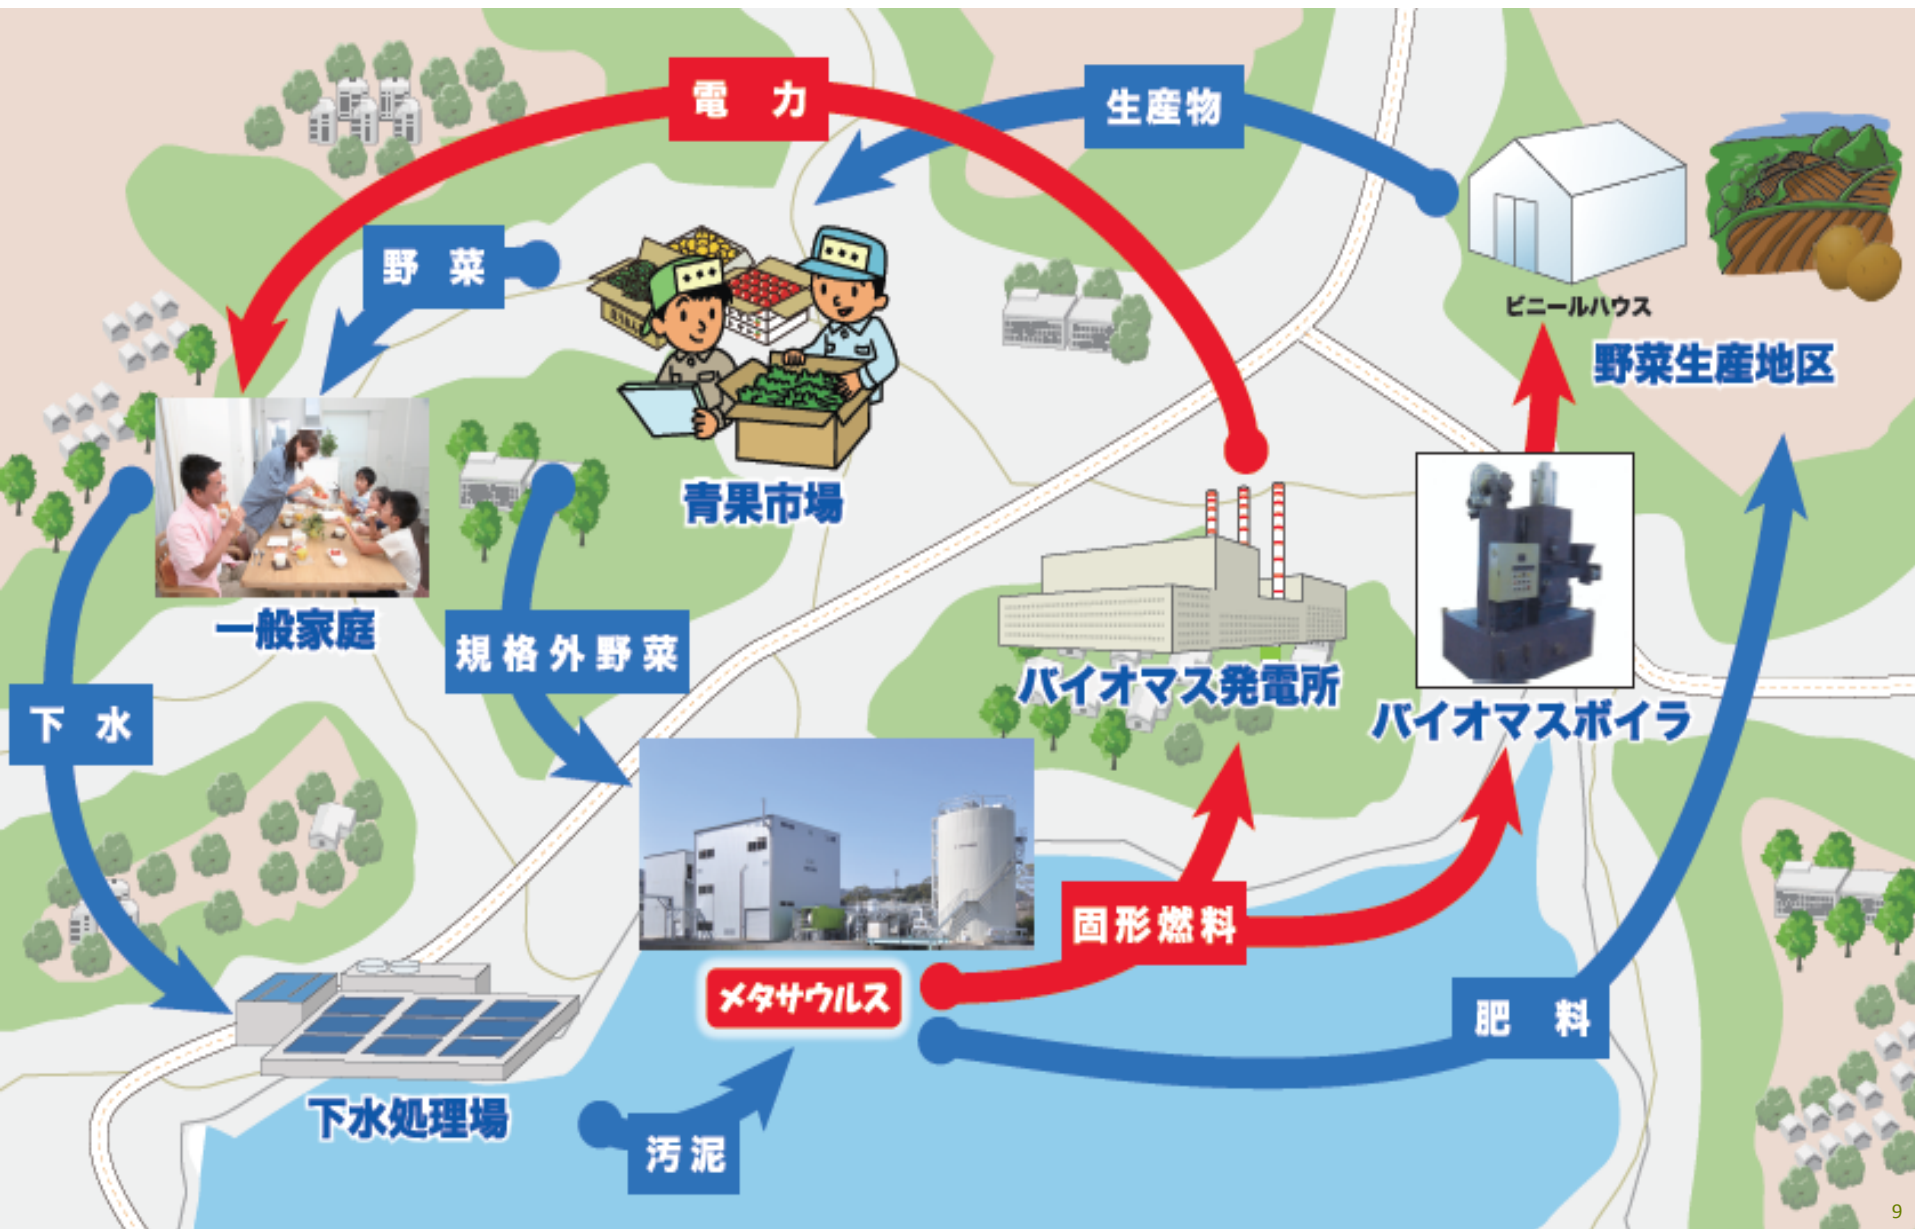 電力
生産物
野菜
ビニールハウス
野菜生産地区
青果市場
一般家庭
規格外野菜
バイオマス発電所
バイオマスボイラ
下水
固形燃料
メタサウルス
肥料
下水処理場
汚泥
9